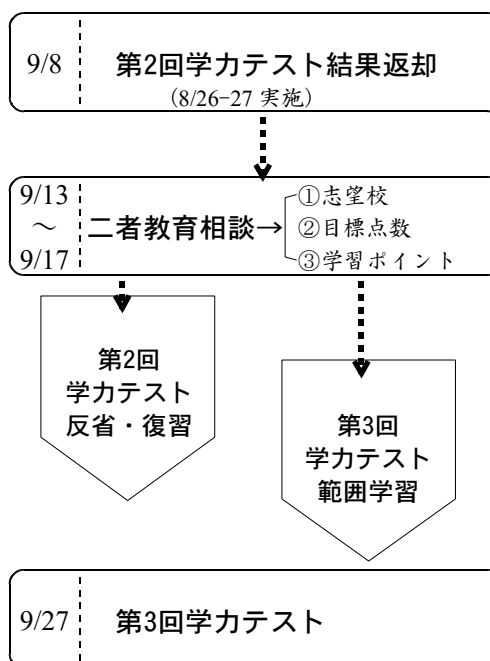 9/8 第2回学力テスト結果返却
(8/26-27 実施)
9/13
～
9/17
二者教育相談→
①志望校
②目標点数
③学習ポイント
第2回
学力テスト
反省・復習
第3回
学力テスト
範囲学習
9/27 第3回学力テスト